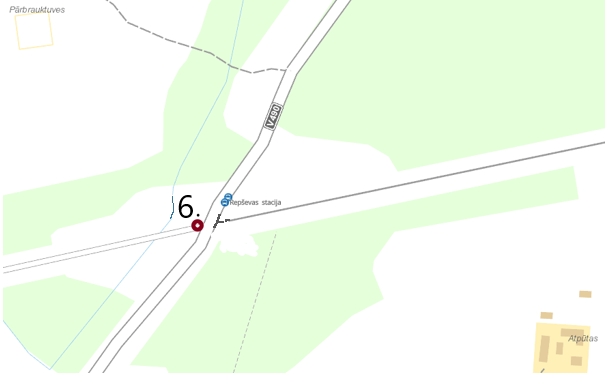 Pārbrauktuves
V490
6.
Repševas stacija
Atpūtas